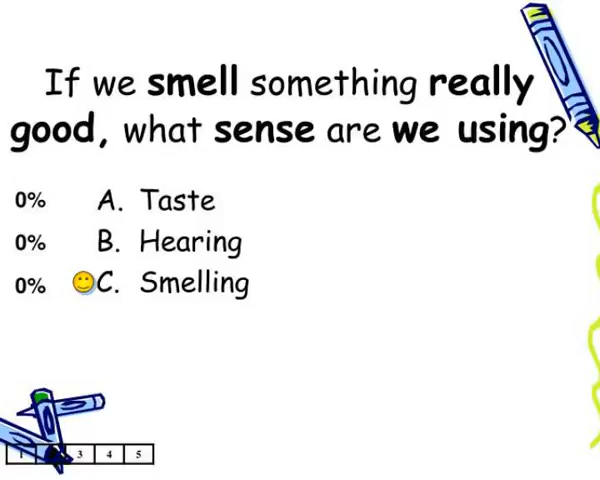 If we smell something really
good, what sense are we using?
0% A. Taste
0% B. Hearing
0% C. Smelling
1 3 4 5